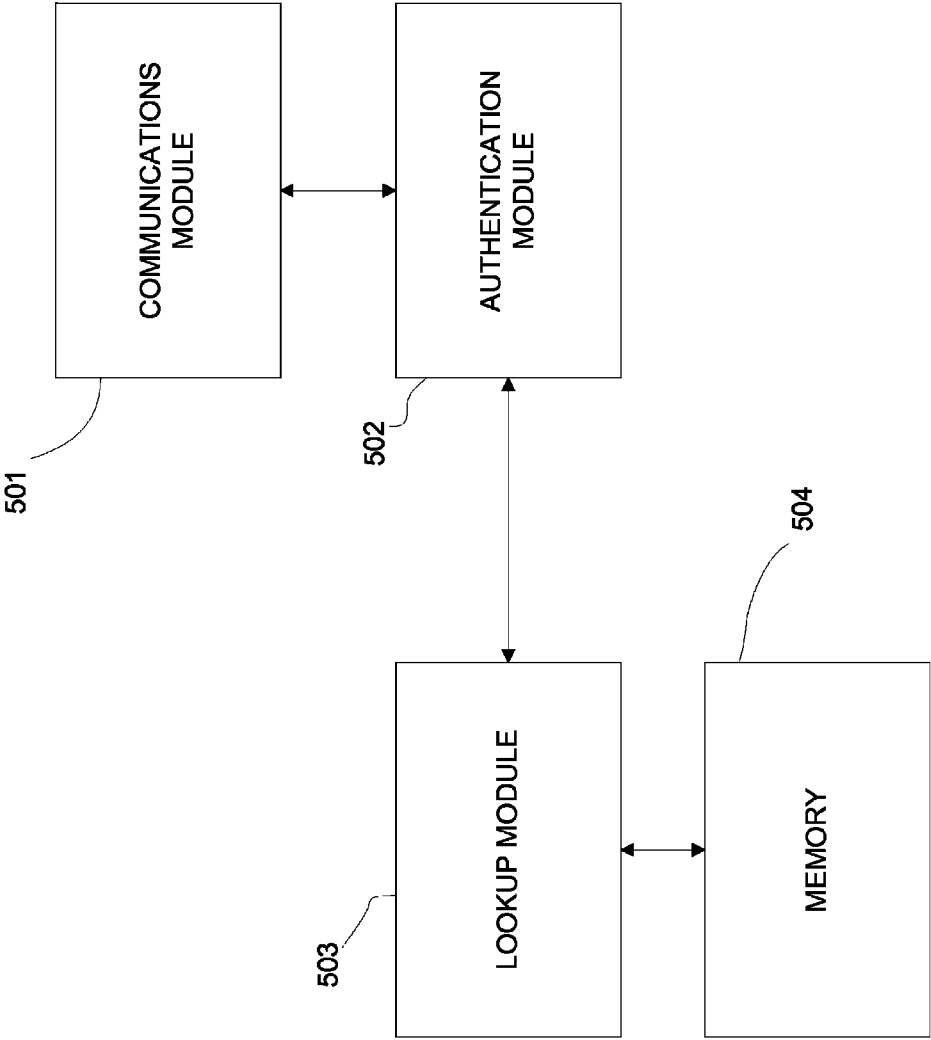 501
COMMUNICATIONS
MODULE
502
AUTHENTICATION
MODULE
503
LOOKUP MODULE
504
MEMORY